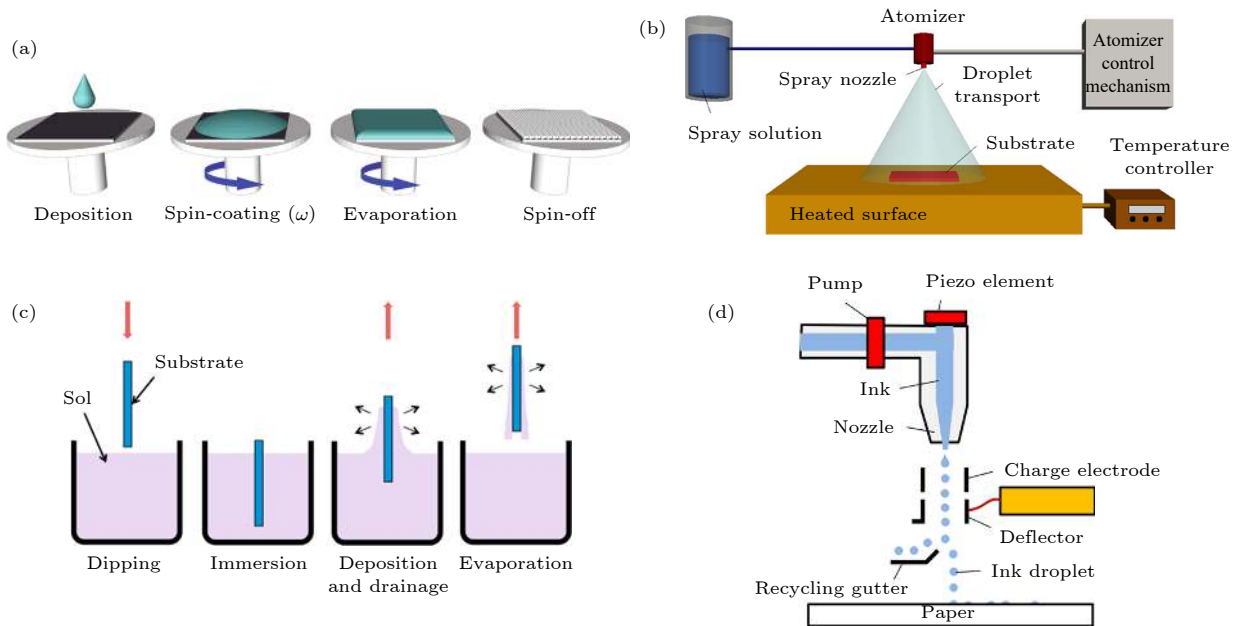 (a)
Deposition
Spin-coating (ω)
Evaporation
Spin-off
(b)
Atomizer
Spray nozzle
Droplet
transport
Atomizer
control
mechanism
Spray solution
Substrate
Temperature
controller
Heated surface
(c)
Substrate
Sol
Dipping
Immersion
Deposition
and drainage
Evaporation
(d)
Pump
Piezo element
Ink
Nozzle
Charge electrode
Deflector
Recycling gutter
Ink droplet
Paper